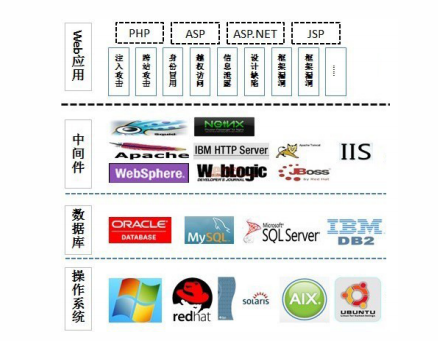 Web应用
PHP
ASP
ASP.NET
JSP
注入攻击
跨站攻击
身份冒用
越权访问
信息泄露
设计缺陷
框架漏洞
框架漏洞
……
中间件
NGINX
Apache
IBM HTTP Server
Apache Tomcat
IIS
WebSphere.
WebLogic
DEVELOPER'S JOURNAL
JBoss
by Red Hat
数据库
ORACLE
DATABASE
MySQL
Microsoft
SQL Server
IBM
DB2
操作系统
redhat
solaris
AIX
UBUNTU